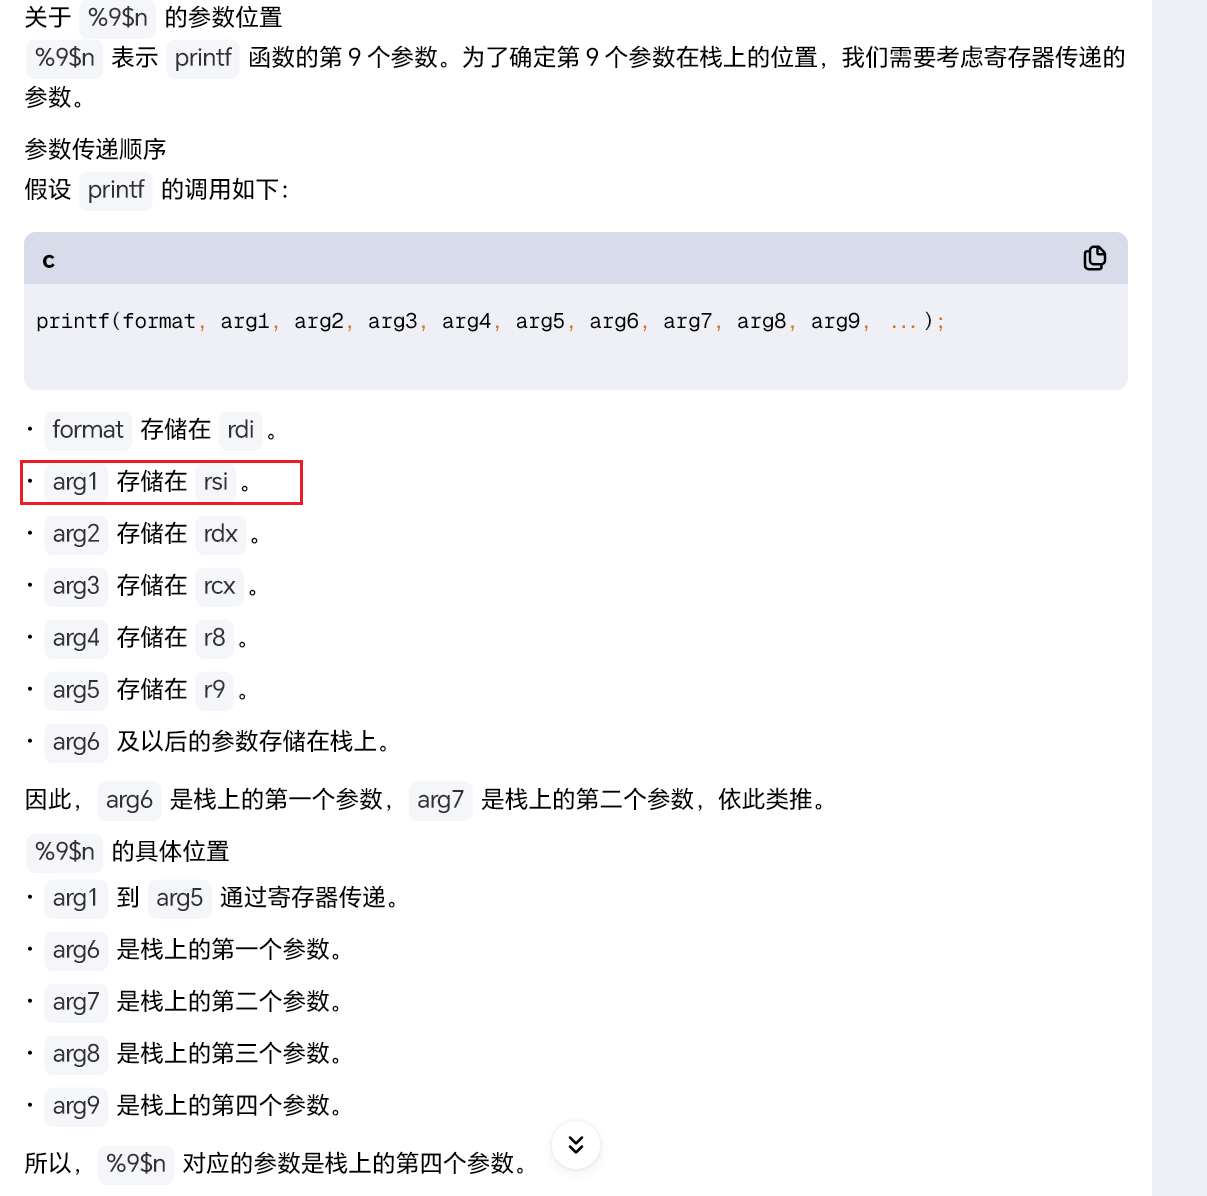 关于 %9$n 的参数位置
%9$n 表示 printf 函数的第 9 个参数。为了确定第 9 个参数在栈上的位置，我们需要考虑寄存器传递的
参数。
参数传递顺序
假设 printf 的调用如下：
c
printf(format, arg1, arg2, arg3, arg4, arg5, arg6, arg7, arg8, arg9, ...);
· format 存储在 rdi 。
· arg1 存储在 rsi 。
· arg2 存储在 rdx 。
· arg3 存储在 rcx 。
· arg4 存储在 r8 。
· arg5 存储在 r9 。
· arg6 及以后的参数存储在栈上。
因此， arg6 是栈上的第一个参数， arg7 是栈上的第二个参数，依此类推。
%9$n 的具体位置
· arg1 到 arg5 通过寄存器传递。
· arg6 是栈上的第一个参数。
· arg7 是栈上的第二个参数。
· arg8 是栈上的第三个参数。
· arg9 是栈上的第四个参数。
所以， %9$n 对应的参数是栈上的第四个参数。